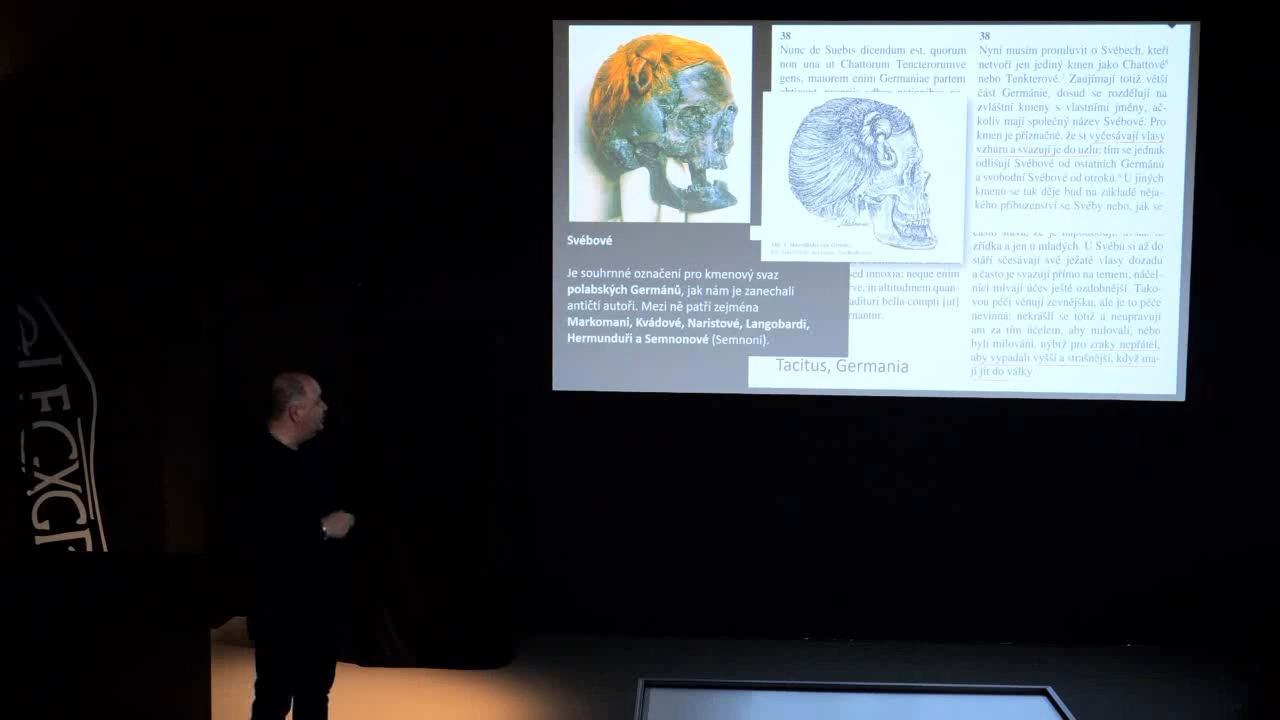 38
Nunc de Suebis dicendum est, quorum
non una ut Chattorum Tencterorumve
gens, maiorem enim Germaniae partem
Svébové
Je souhrnné označení pro kmenový svaz
polabských Germánů, jak nám je zanechali
antičtí autoři. Mezi ně patří zejména
Markomani, Kvádové, Naristové, Langobardi,
Hermunduři a Semnonové (Semnoni).
sed innoxia; neque enim
ve, in altitudinem quan-
adituri bella compti [ut]
rnantur.
Tacitus, Germania
38
Nyní musím promluvit o Svébech, kteří
netvoří jen jediný kmen jako Chattové
nebo Tenkterové. Zaujímají totiž větší
část Germánie, dosud se rozdělují na
zvláštní kmeny s vlastními jmény, ač-
koliv mají společný název Svébové. Pro
kmen je příznačné, že si vyčesávají vlasy
vzhůru a svazují je do uzlu; tím se jednak
odlišují Svébové od ostatních Germánů
a svobodní Svébové od otroků. U jiných
kmenů se tak děje buď na základě něja-
kého příbuzenství se Svéby nebo, jak se
zřídka a jen u mladých. U Svébů si až do
stáří sčesávají své ježaté vlasy dozadu
a často je svazují přímo na temeni; náčel-
níci mívají účes ještě ozdobnější. Tako-
vou péči věnují zevnějšku, ale je to péče
nevinná; nekrášlí se totiž a neupravují
ani za tím účelem, aby milovali, nebo
byli milováni, nýbrž pro zraky nepřátel,
aby vypadali vyšší a strašnější, když ma-
jí jít do války